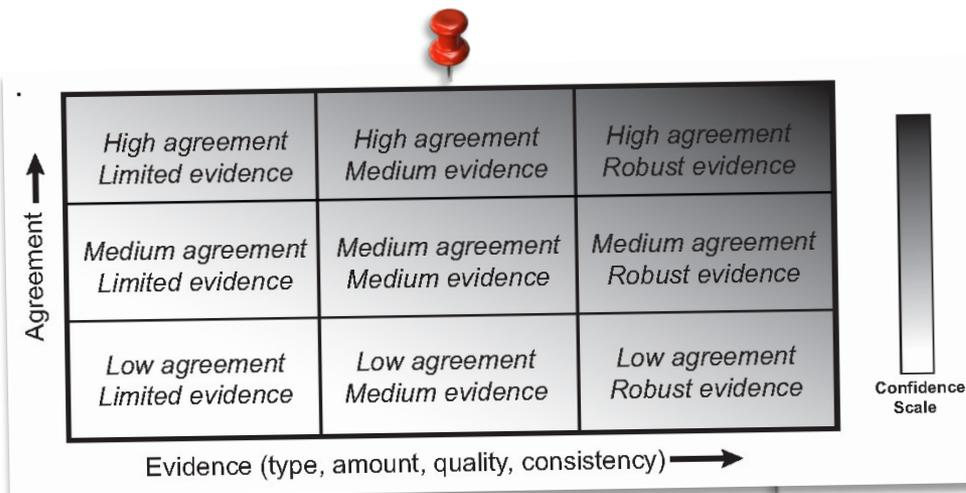 High agreement
Limited evidence
High agreement
Medium evidence
High agreement
Robust evidence
Medium agreement
Limited evidence
Medium agreement
Medium evidence
Medium agreement
Robust evidence
Low agreement
Limited evidence
Low agreement
Medium evidence
Low agreement
Robust evidence
Agreement
Evidence (type, amount, quality, consistency)
Confidence
Scale